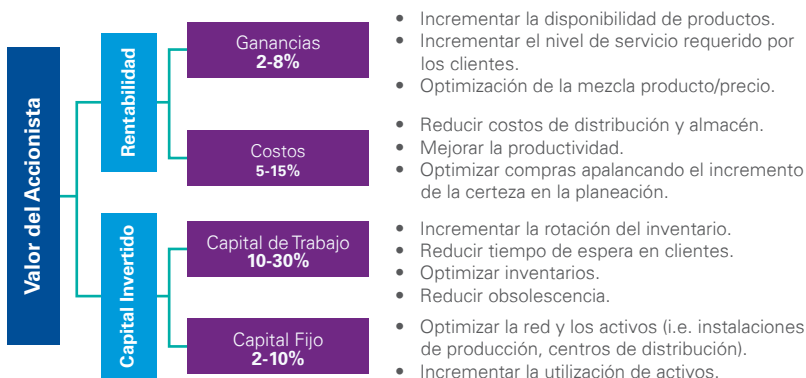 Valor del Accionista
Rentabilidad
Ganancias
2-8%
• Incrementar la disponibilidad de productos.
• Incrementar el nivel de servicio requerido por
los clientes.
• Optimización de la mezcla producto/precio.
Costos
5-15%
• Reducir costos de distribución y almacén.
• Mejorar la productividad.
• Optimizar compras apalancando el incremento
de la certeza en la planeación.
Capital Invertido
Capital de Trabajo
10-30%
• Incrementar la rotación del inventario.
• Reducir tiempo de espera en clientes.
• Optimizar inventarios.
• Reducir obsolescencia.
Capital Fijo
2-10%
• Optimizar la red y los activos (i.e. instalaciones
de producción, centros de distribución).
• Incrementar la utilización de activos.